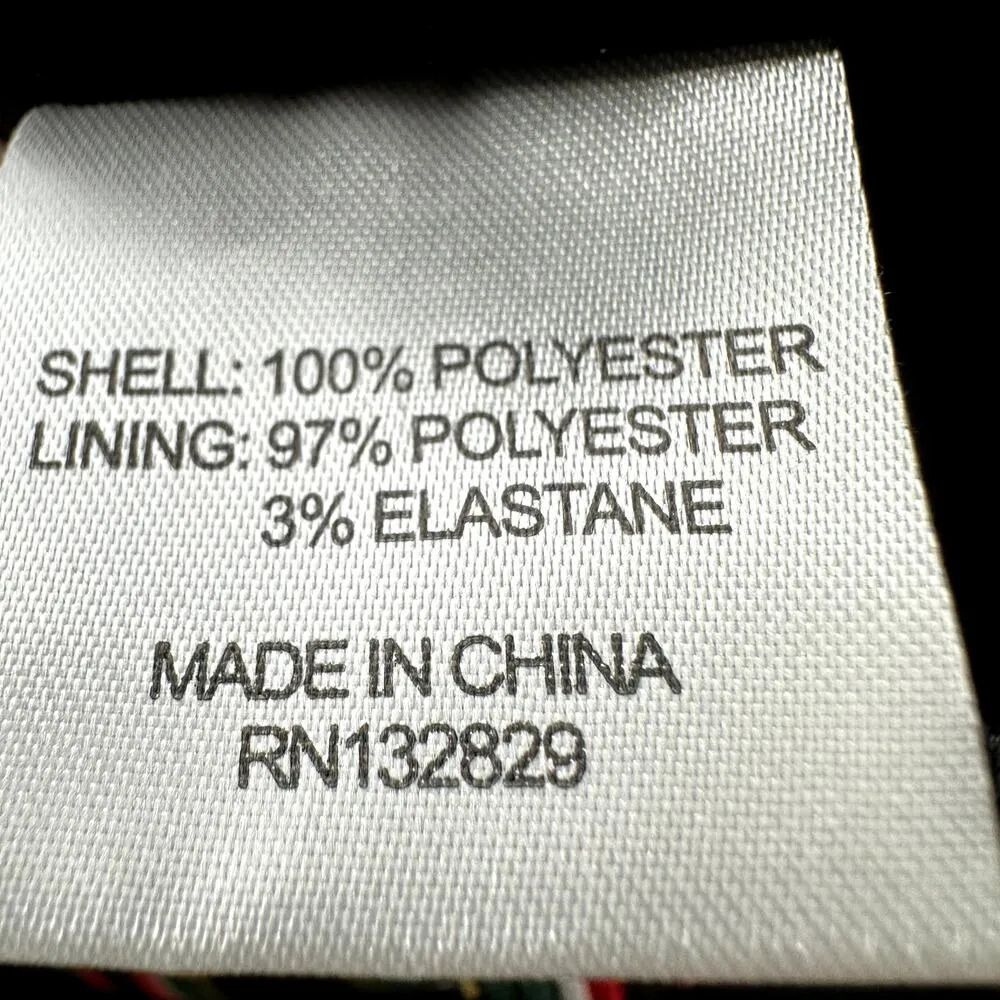 SHELL: 100% POLYESTER
LINING: 97% POLYESTER
3% ELASTANE
MADE IN CHINA
RN132829